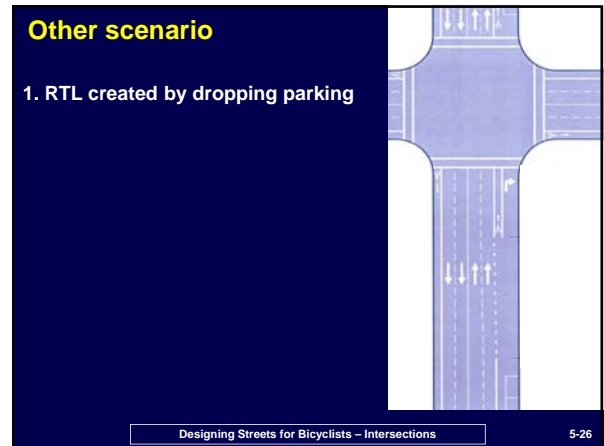 Other scenario
1. RTL created by dropping parking
Designing Streets for Bicyclists – Intersections
5-26